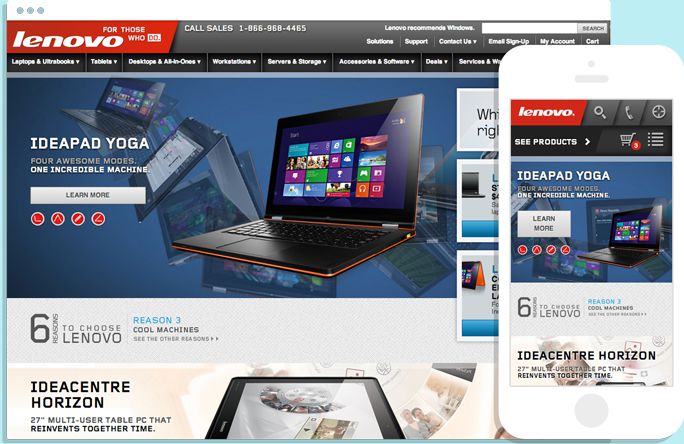 lenovo
FOR THOSE
WHO DO.
CALL SALES 1-866-968-4465
Lenovo recommends Windows.
SEARCH
Solutions Support Contact Us Email Sign-Up My Account Cart
Laptops & Ultrabooks Tablets Desktops & All-in-Ones Workstations Servers & Storage Accessories & Software Deals Services &
IDEAPAD YOGA
FOUR AWESOME MODES.
ONE INCREDIBLE MACHINE.
LEARN MORE
Start
6
REASONS
TO CHOOSE
LENOVO
REASON 3
COOL MACHINES
SEE THE OTHER REASONS
IDEACENTRE
HORIZON
27" MULTI-USER TABLE PC THAT
REINVENTS TOGETHER TIME.
lenovo.
SEE PRODUCTS
3
IDEAPAD YOGA
FOUR AWESOME MODES.
ONE INCREDIBLE MACHINE.
LEARN
MORE
6
REASONS
TO CHOOSE
LENOVO
REASON 3
COOL MACHINES
SEE THE OTHER REASONS
IDEACENTRE HORIZON
27" MULTI-USER TABLE PC THAT
REINVENTS TOGETHER TIME.